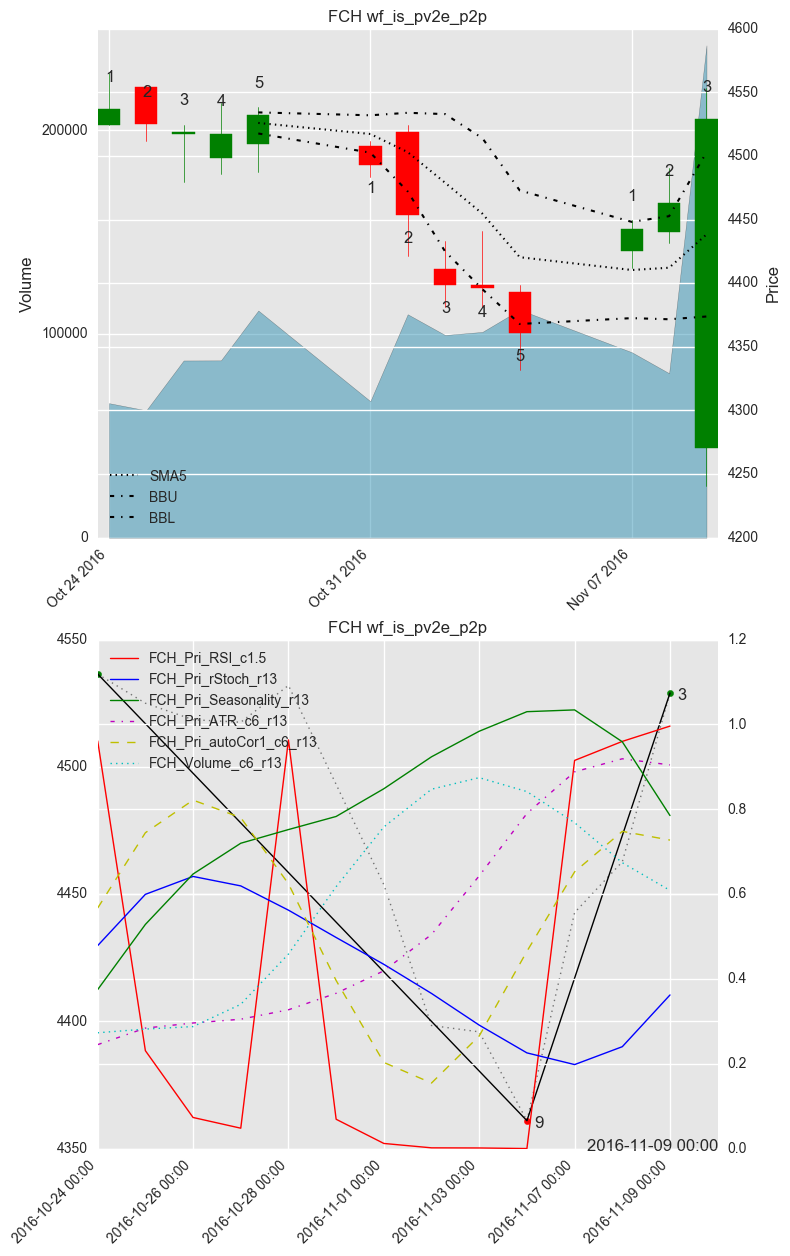 FCH wf_is_pv2e_p2p
4600
4550
4500
4450
4400
4350
4300
4250
4200
Price
200000
100000
0
Volume
1
2
3
4
5
1
2
3
3
5
1
2
3
SMA5
BBU
BBL
Oct 24 2016
Oct 31 2016
Nov 07 2016
FCH wf_is_pv2e_p2p
4550
4500
4450
4400
4350
1.2
1.0
0.8
0.6
0.4
0.2
0.0
FCH_Pri_RSI_c1.5
FCH_Pri_rStoch_r13
FCH_Pri_Seasonality_r13
FCH_Pri_ATR_c6_r13
FCH_Pri_autoCor1_c6_r13
FCH_Volume_c6_r13
3
9
2016-11-09 00:00
2016-10-24 00:00
2016-10-26 00:00
2016-10-28 00:00
2016-11-01 00:00
2016-11-03 00:00
2016-11-07 00:00
2016-11-09 00:00